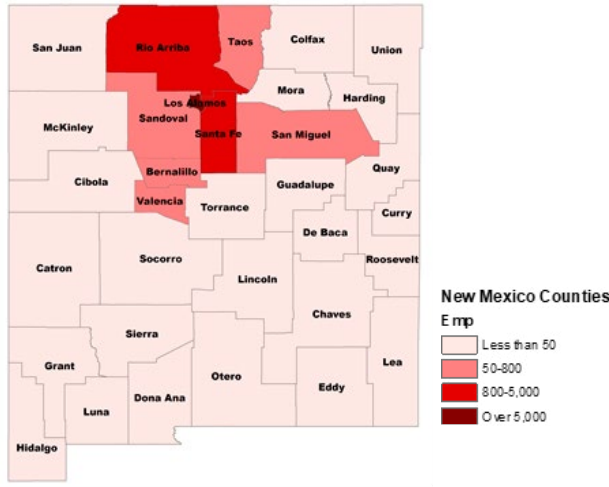 San Juan
Rio Arriba
Taos
Colfax
Union
Mora
Harding
Los Alamos
Sandoval
McKinley
Santa Fe
San Miguel
Bernalillo
Quay
Cibola
Guadalupe
Valencia
Torrance
Curry
De Baca
Socorro
Roosevelt
Catron
Lincoln
Chaves
Sierra
Lea
Grant
Otero
Eddy
Dona Ana
Luna
Hidalgo
New Mexico Counties
Emp
Less than 50
50-800
800-5,000
Over 5,000